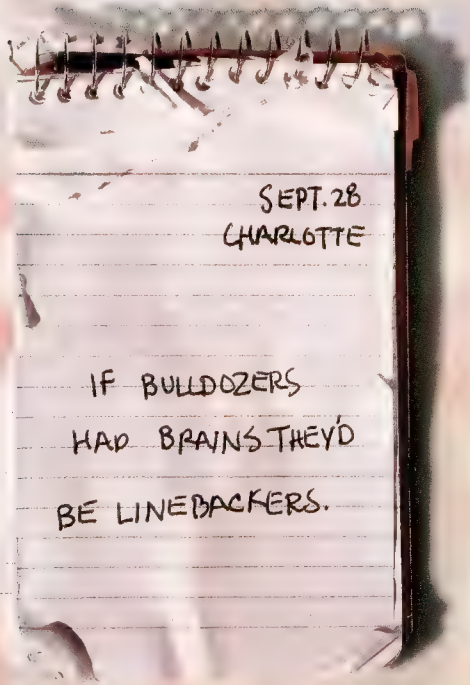 SEPT. 28
CHARLOTTE
IF BULLDOZERS
HAD BRAINS THEY'D
BE LINEBACKERS.